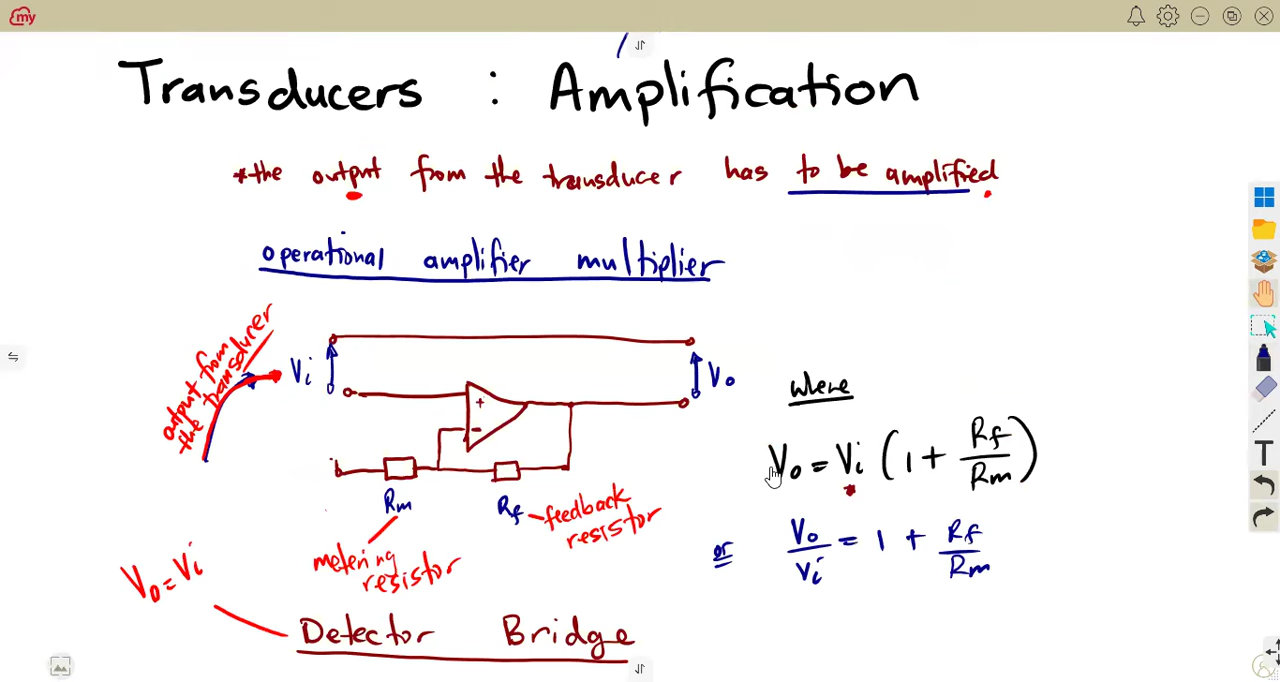 my
Transducers : Amplification
*the output from the transducer has to be amplified.
operational amplifier multiplier
output from
the transducer
Vi
Vo
+
-
Rm
Rf
feedback
resistor
metering
resistor
where
Vo = Vi (1 + Rf/Rm)
or Vo/Vi = 1 + Rf/Rm
Vo = Vi
Detector Bridge
T